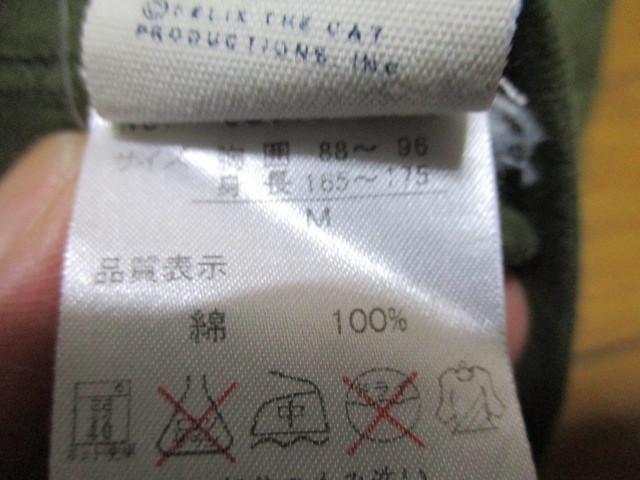 ©FELIX THE CAT
PRODUCTIONS INC
サイズ 胸囲 88～ 96
身長 165～175
M
品質表示
綿 100%
中